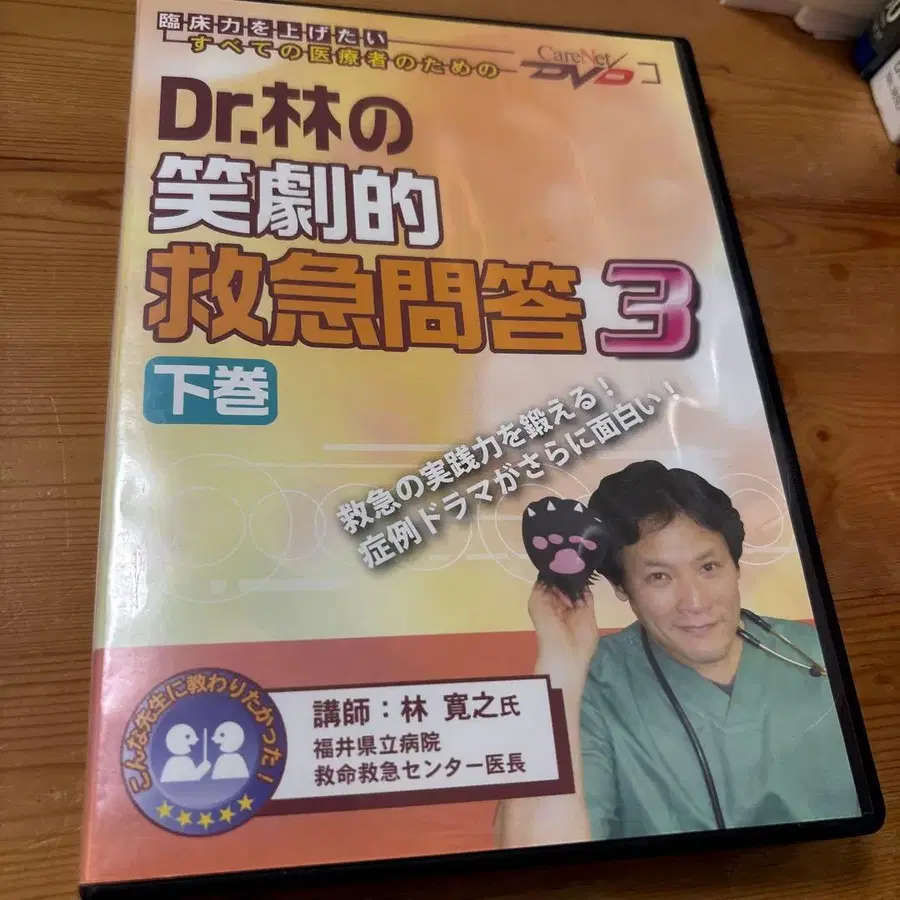 臨床力を上げたい
すべての医療者のための
CareNet
DVD
Dr.林の
笑劇的
救急問答3
下巻
救急の実践力を鍛える！
症例ドラマがさらに面白い！
こんな先生に教わりたかった！
講師：林 寛之氏
福井県立病院
救命救急センター医長